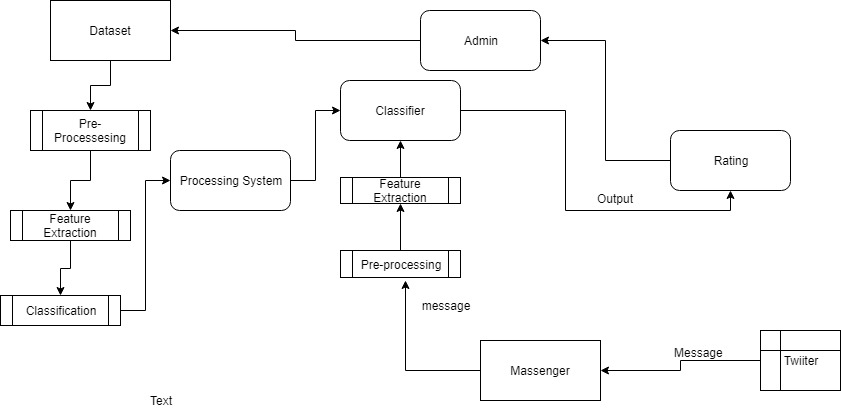 Dataset
Admin
Classifier
Pre-
Processesing
Rating
Processing System
Feature
Extraction
Output
Feature
Extraction
Pre-processing
Classification
message
Message
Twiiter
Massenger
Text